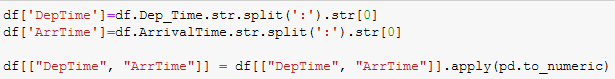 df['DepTime']=df.Dep_Time.str.split(':').str[0]
df['ArrTime']=df.ArrivalTime.str.split(':').str[0]
df[["DepTime", "ArrTime"]] = df[["DepTime", "ArrTime"]].apply(pd.to_numeric)